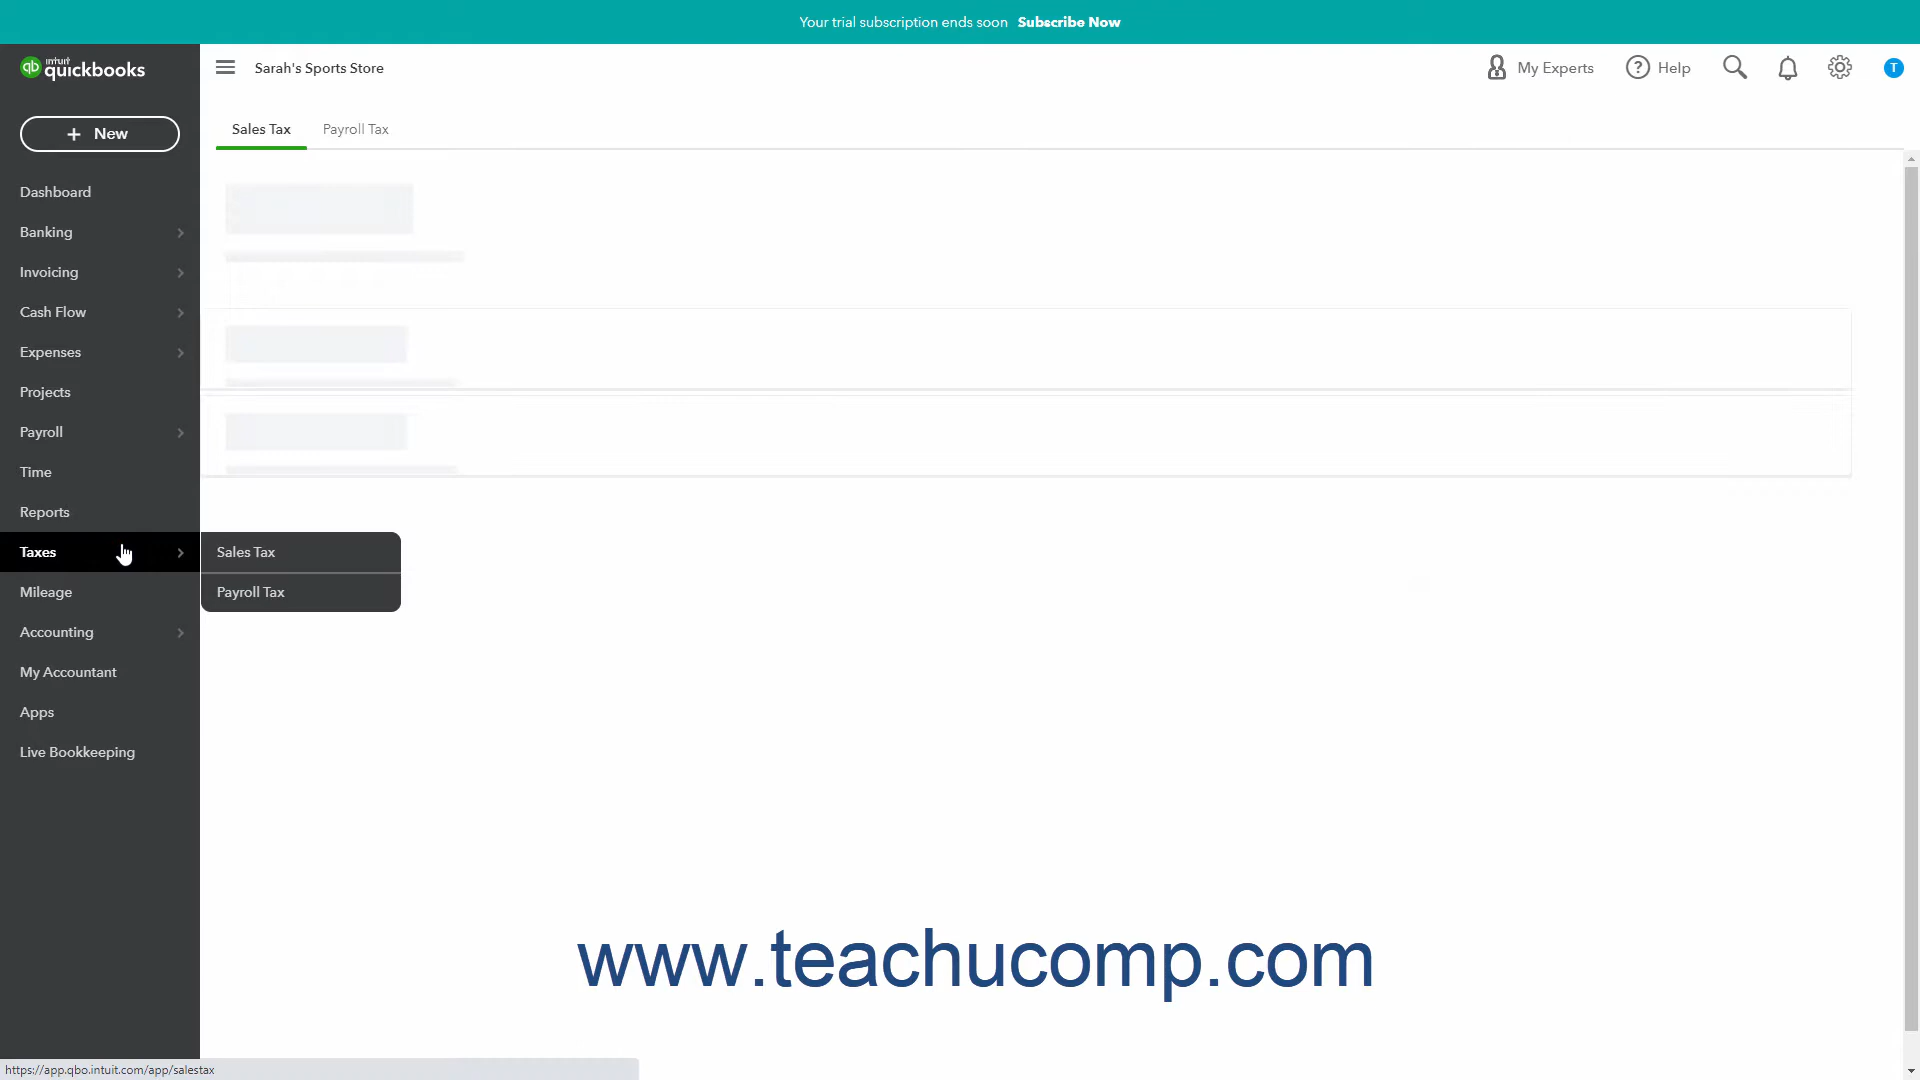 Your trial subscription ends soon Subscribe Now
intuit
quickbooks
Sarah's Sports Store
My Experts
Help
T
+ New
Sales Tax
Payroll Tax
Dashboard
Banking
Invoicing
Cash Flow
Expenses
Projects
Payroll
Time
Reports
Taxes
Sales Tax
Payroll Tax
Mileage
Accounting
My Accountant
Apps
Live Bookkeeping
www.teachucomp.com
https://app.qbo.intuit.com/app/salestax